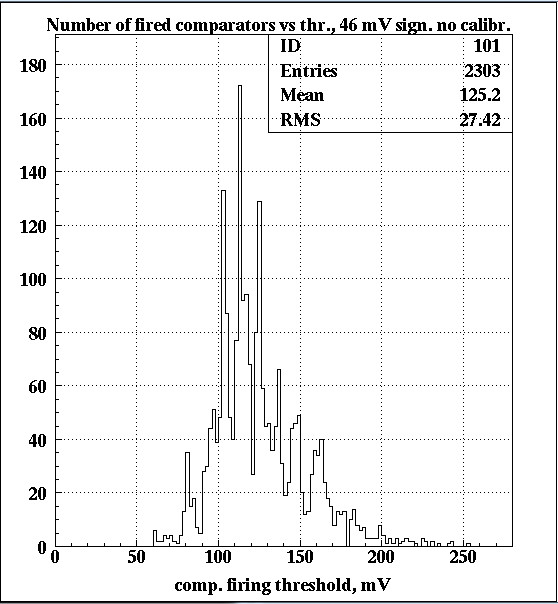 Number of fired comparators vs thr., 46 mV sign. no calibr.
ID 101
Entries 2303
Mean 125.2
RMS 27.42
180
160
140
120
100
80
60
40
20
0
0 50 100 150 200 250
comp. firing threshold, mV